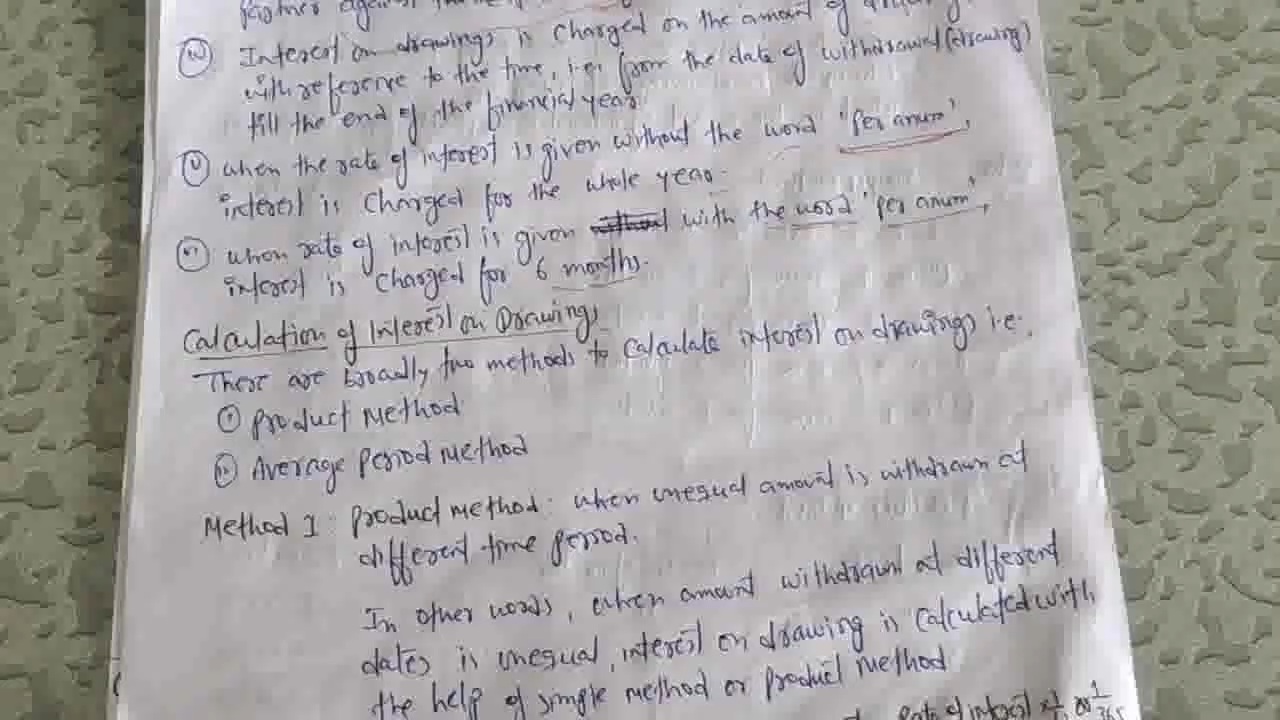 partner against
(iv) Interest on drawings is charged on the amount of
with reference to the time, i.e. from the date of withdrawal (drawing)
till the end of the financial year
(v) when the rate of interest is given without the word 'per anum',
interest is charged for the whole year.
(vi) when rate of interest is given with the word 'per anum',
interest is charged for 6 months.
Calculation of Interest on Drawings
There are broadly two methods to calculate interest on drawings i.e.
(i) Product Method
(ii) Average Period Method
Method I: Product method: when unequal amount is withdrawn at
different time period.
In other words, when amount withdrawn at different
dates is unequal, interest on drawing is calculated with
the help of simple method or product method
Rate of interest